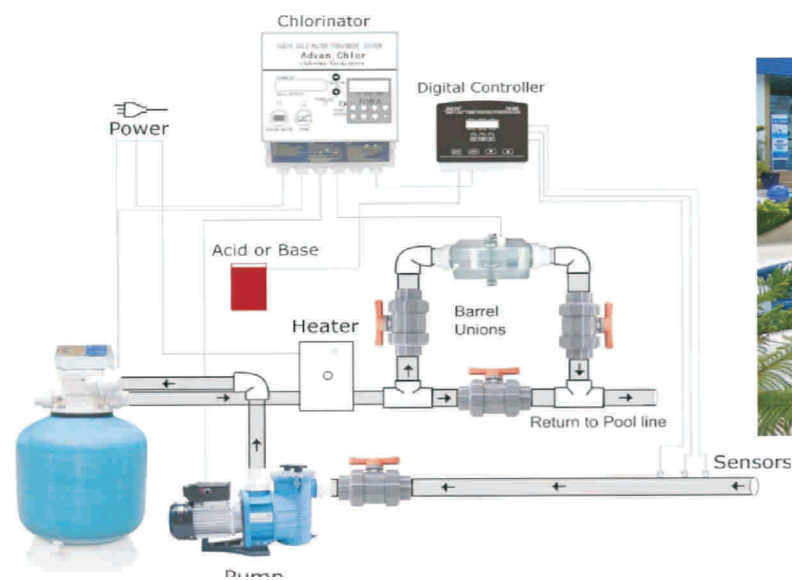 Chlorinator
Advan Chlor
Digital Controller
Power
Acid or Base
Barrel
Unions
Heater
Return to Pool line
Sensors
Pump